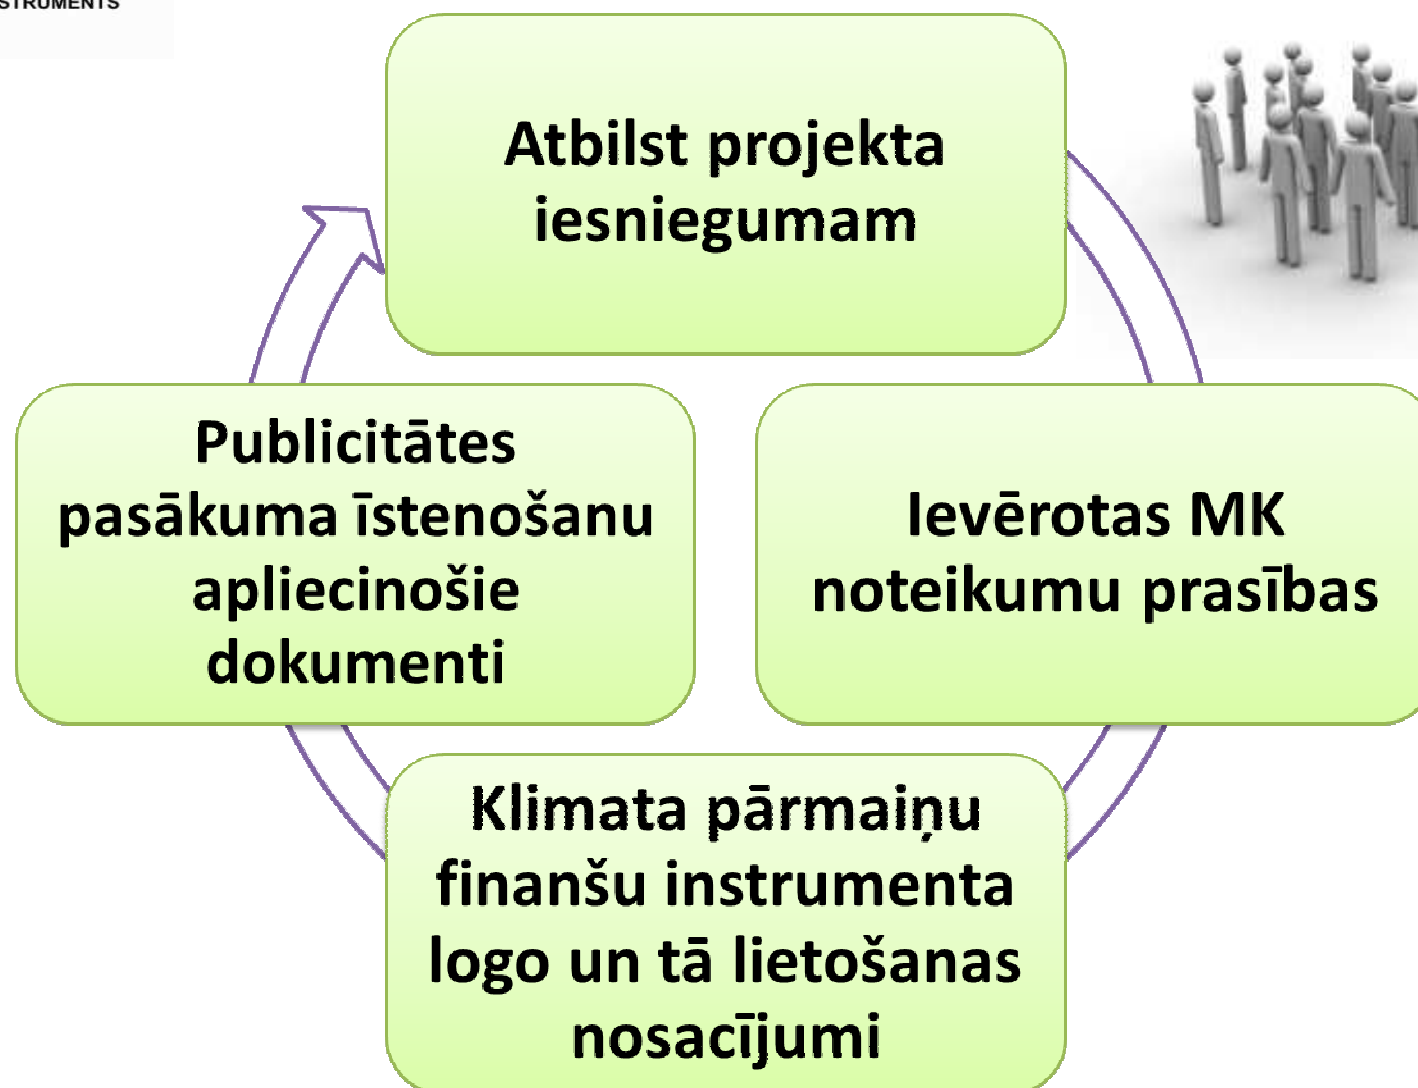 STRUMENTS
Atbilst projekta
iesniegumam
Ievērotas MK
noteikumu prasības
Klimata pārmaiņu
finanšu instrumenta
logo un tā lietošanas
nosacījumi
Publicitātes
pasākuma īstenošanu
apliecinošie
dokumenti